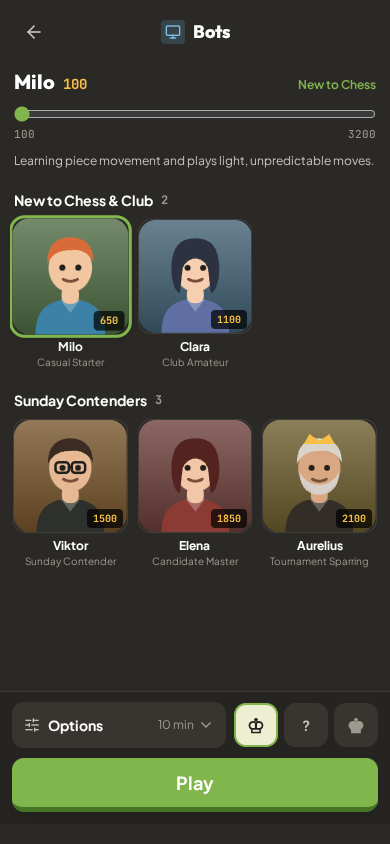 Bots
Milo 100 New to Chess
100 3200
Learning piece movement and plays light, unpredictable moves.
New to Chess & Club 2
650 1100
Milo Clara
Casual Starter Club Amateur
Sunday Contenders 3
1500 1850 2100
Viktor Elena Aurelius
Sunday Contender Candidate Master Tournament Sparring
Options 10 min ?
Play